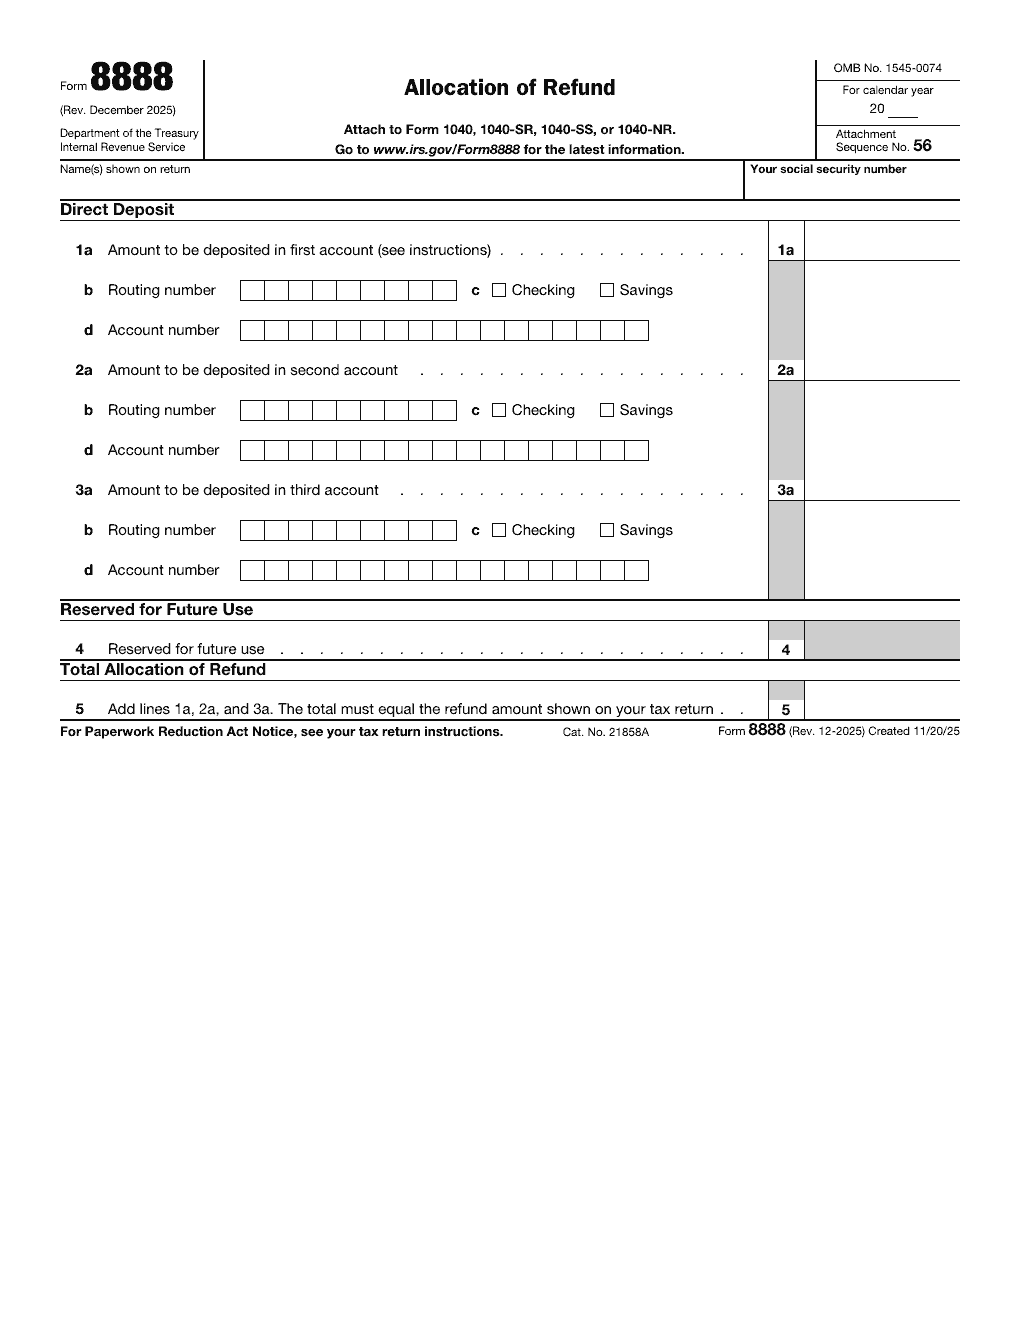 Form 8888
(Rev. December 2025)
Department of the Treasury
Internal Revenue Service
Allocation of Refund
Attach to Form 1040, 1040-SR, 1040-SS, or 1040-NR.
Go to www.irs.gov/Form8888 for the latest information.
OMB No. 1545-0074
For calendar year
20 ____
Attachment
Sequence No. 56
Name(s) shown on return
Your social security number
Direct Deposit
1a Amount to be deposited in first account (see instructions) . . . . . . . . . . . . . 1a
b Routing number c Checking Savings
d Account number
2a Amount to be deposited in second account . . . . . . . . . . . . . . . . . 2a
b Routing number c Checking Savings
d Account number
3a Amount to be deposited in third account . . . . . . . . . . . . . . . . . . 3a
b Routing number c Checking Savings
d Account number
Reserved for Future Use
4 Reserved for future use . . . . . . . . . . . . . . . . . . . . . . . . 4
Total Allocation of Refund
5 Add lines 1a, 2a, and 3a. The total must equal the refund amount shown on your tax return . . 5
For Paperwork Reduction Act Notice, see your tax return instructions. Cat. No. 21858A Form 8888 (Rev. 12-2025) Created 11/20/25